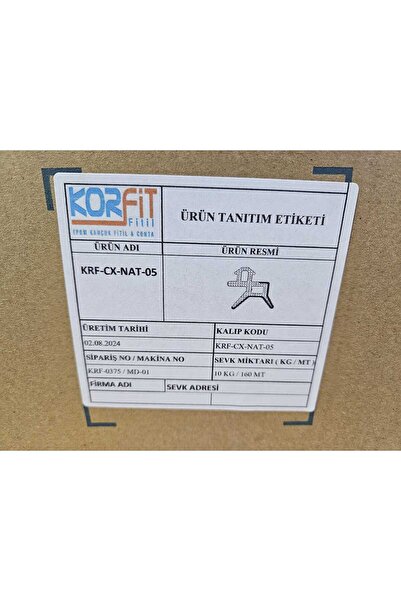 KORFİT
Fitil
EPDM KAUÇUK FİTİL & CONTA
ÜRÜN TANITIM ETİKETİ
ÜRÜN ADI
ÜRÜN RESMİ
KRF-CX-NAT-05
ÜRETİM TARİHİ
KALIP KODU
02.08.2024
KRF-CX-NAT-05
SİPARİŞ NO / MAKİNA NO
SEVK MİKTARI ( KG / MT )
KRF-0375 / MD-01
10 KG / 160 MT
FİRMA ADI
SEVK ADRESİ